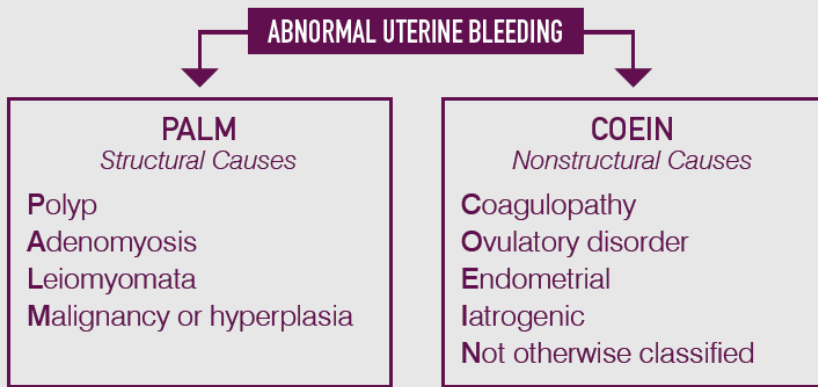 ABNORMAL UTERINE BLEEDING
PALM
Structural Causes
Polyp
Adenomyosis
Leiomyomata
Malignancy or hyperplasia
COEIN
Nonstructural Causes
Coagulopathy
Ovulatory disorder
Endometrial
Iatrogenic
Not otherwise classified